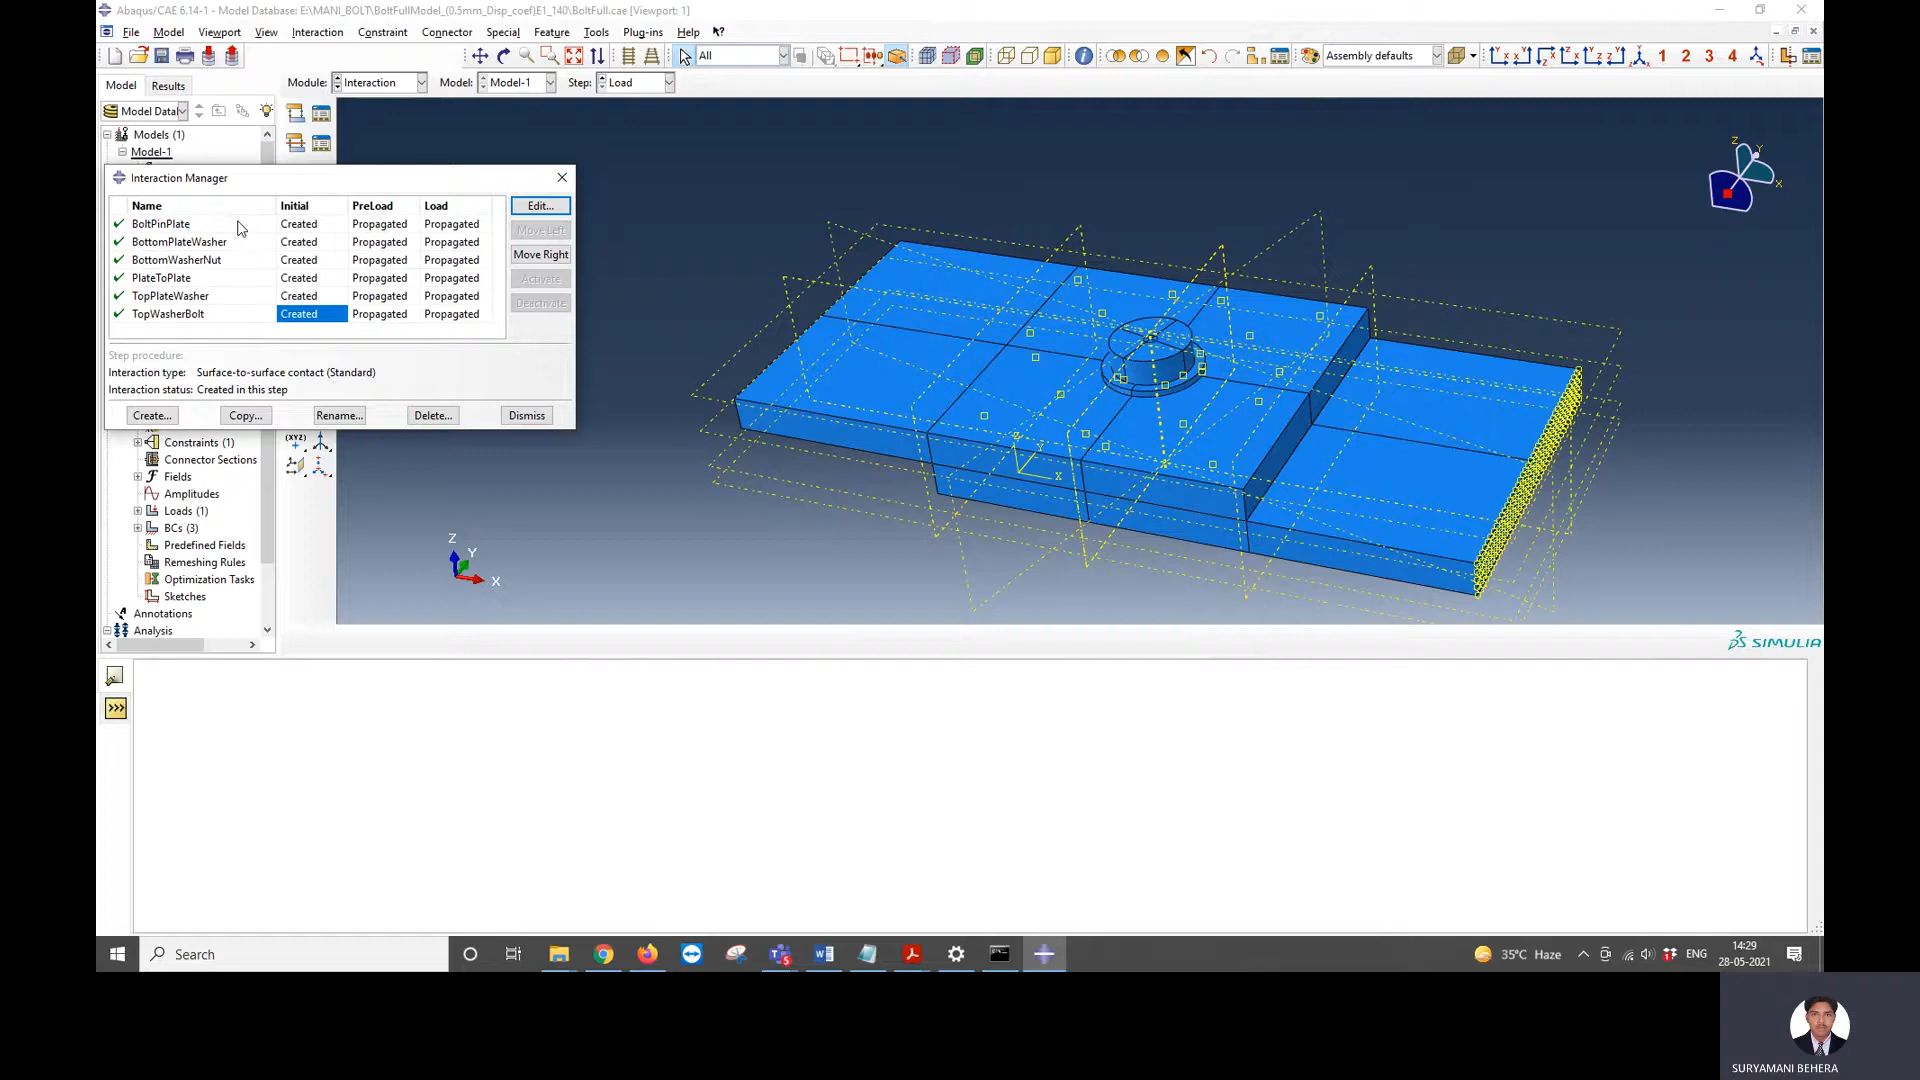 Abaqus/CAE 6.14-1 - Model Database: E:\MANI_BOLT\BoltFullModel_(0.5mm_Disp_coef)E1_140\BoltFull.cae [Viewport: 1]
File Model Viewport View Interaction Constraint Connector Special Feature Tools Plug-ins Help
All
Assembly defaults
1 2 3 4
Model Results
Module: Interaction Model: Model-1 Step: Load
Model Datal
Models (1)
Model-1
Interaction Manager
Name Initial PreLoad Load
BoltPinPlate Created Propagated Propagated
BottomPlateWasher Created Propagated Propagated
BottomWasherNut Created Propagated Propagated
PlateToPlate Created Propagated Propagated
TopPlateWasher Created Propagated Propagated
TopWasherBolt Created Propagated Propagated
Edit...
Move Left
Move Right
Activate
Deactivate
Step procedure:
Interaction type: Surface-to-surface contact (Standard)
Interaction status: Created in this step
Create... Copy... Rename... Delete... Dismiss
Constraints (1)
Connector Sections
Fields
Amplitudes
Loads (1)
BCs (3)
Predefined Fields
Remeshing Rules
Optimization Tasks
Sketches
Annotations
Analysis
(XYZ)
Z
Y
X
Z
Y
X
Z
Y
X
SIMULIA
>>>
Search
35°C Haze
ENG
14:29
28-05-2021
SURYAMANI BEHERA